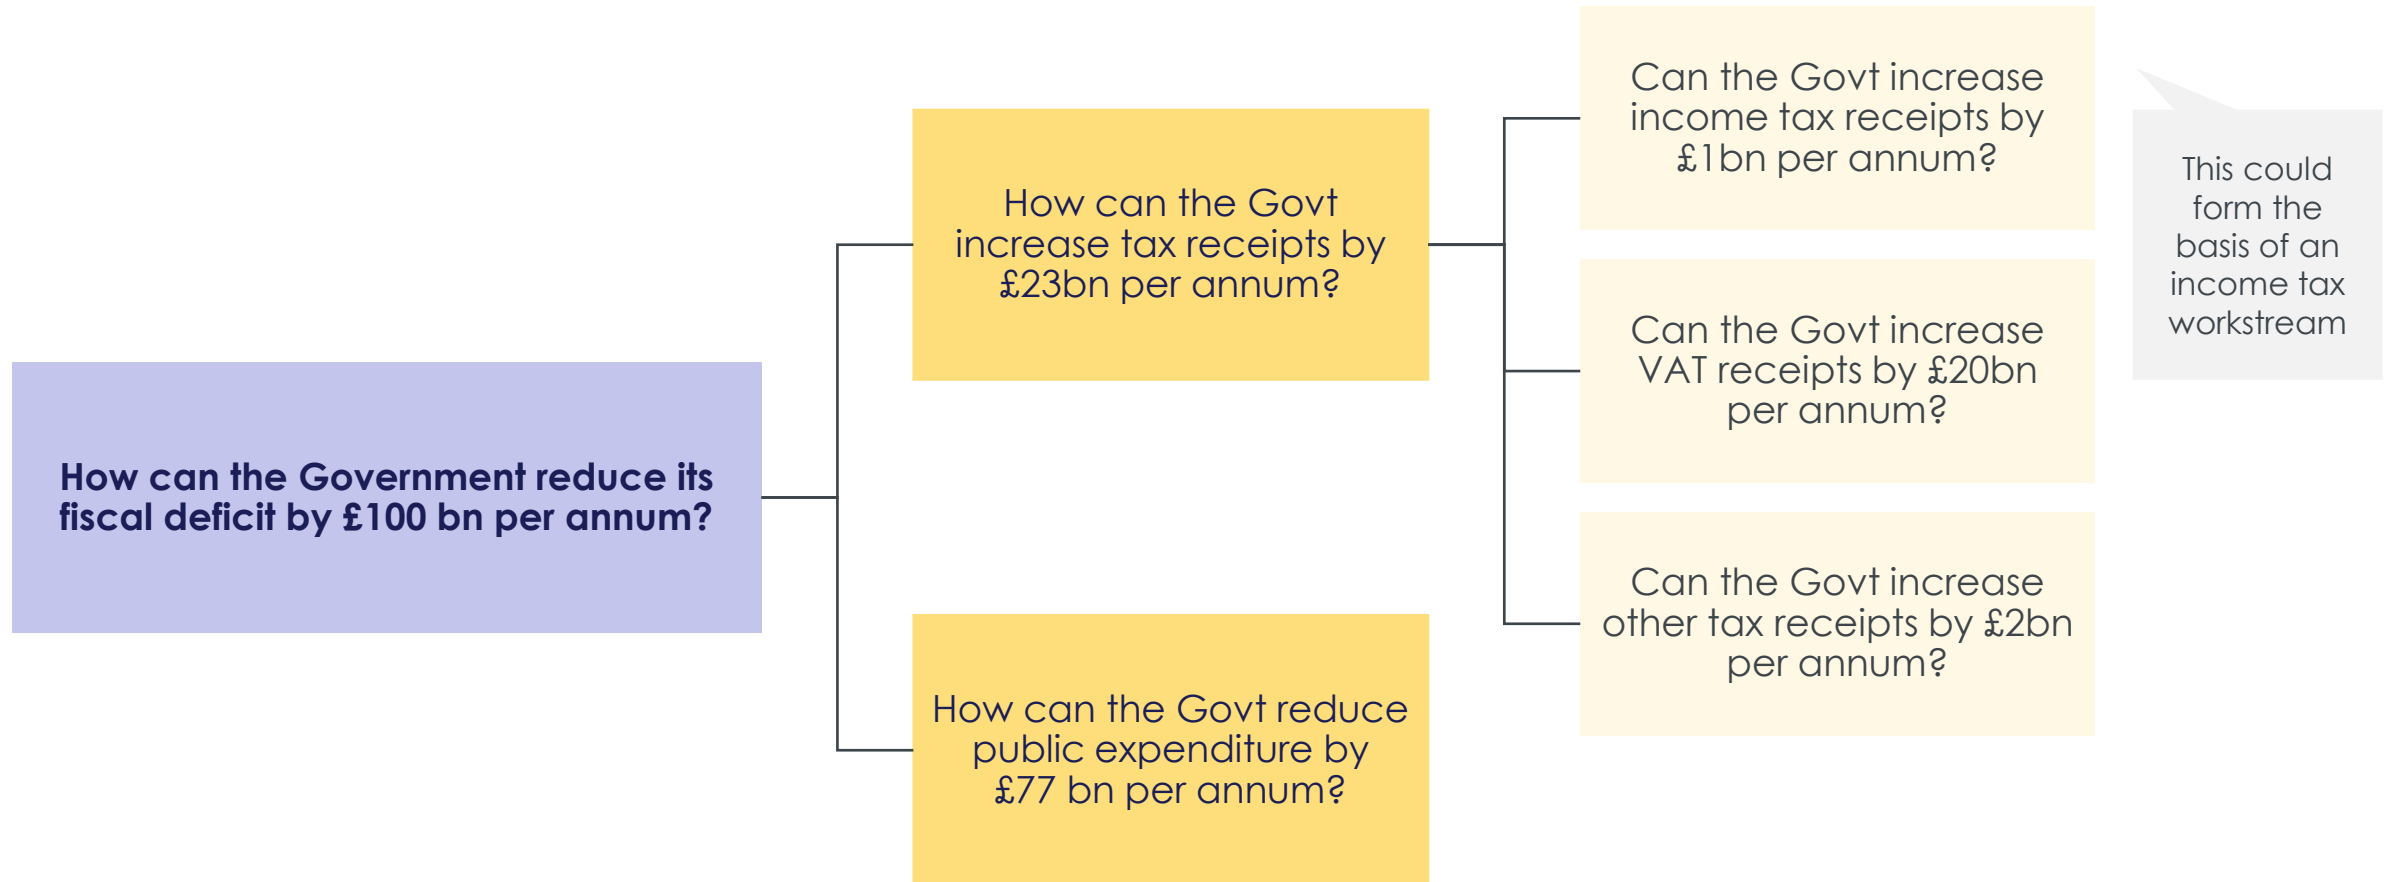 How can the Government reduce its
fiscal deficit by £100 bn per annum?
How can the Govt
increase tax receipts by
£23bn per annum?
How can the Govt reduce
public expenditure by
£77 bn per annum?
Can the Govt increase
income tax receipts by
£1bn per annum?
Can the Govt increase
VAT receipts by £20bn
per annum?
Can the Govt increase
other tax receipts by £2bn
per annum?
This could
form the
basis of an
income tax
workstream